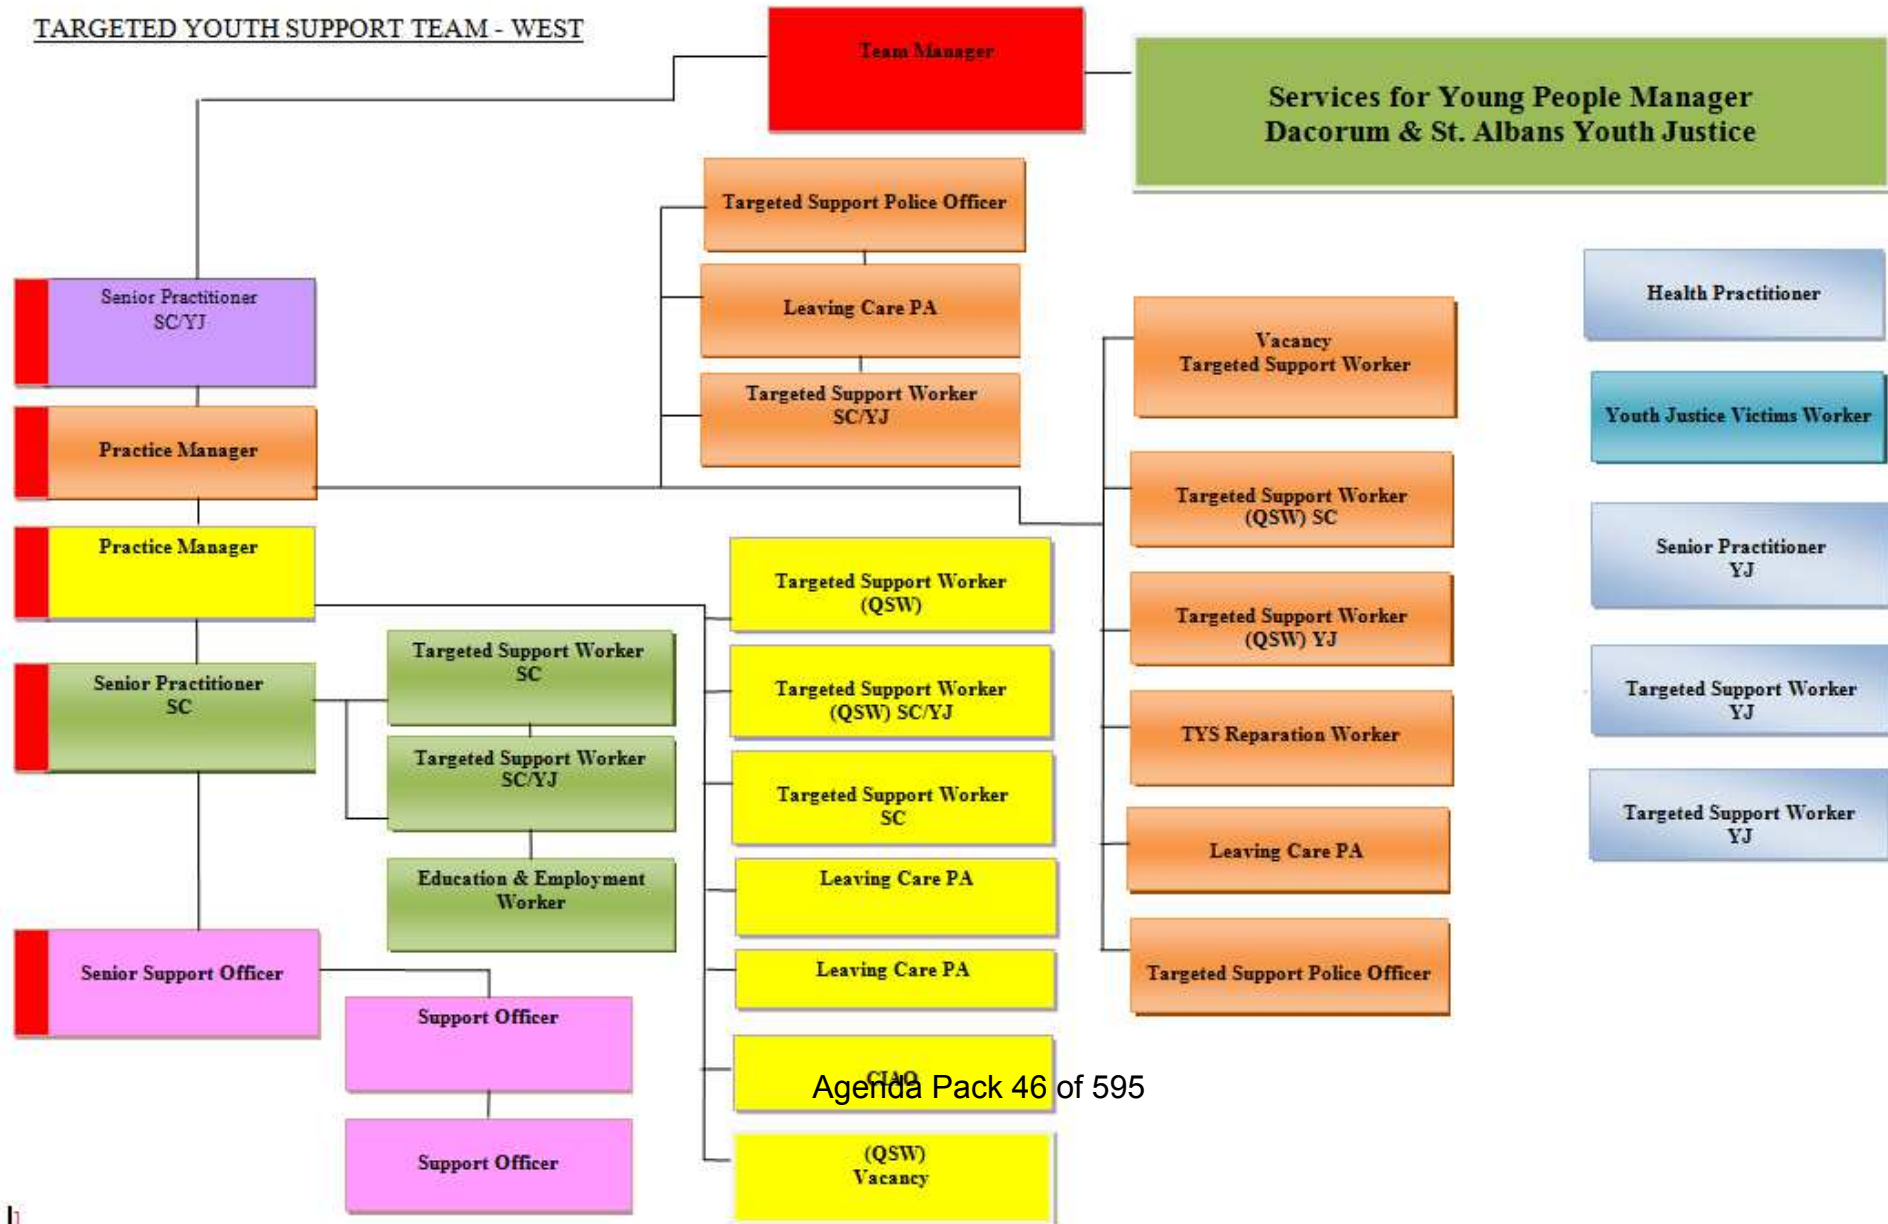 TARGETED YOUTH SUPPORT TEAM - WEST
Team Manager
Services for Young People Manager
Dacorum & St. Albans Youth Justice
Targeted Support Police Officer
Leaving Care PA
Targeted Support Worker
SC/YJ
Senior Practitioner
SC/YJ
Practice Manager
Practice Manager
Senior Practitioner
SC
Senior Support Officer
Targeted Support Worker
SC
Targeted Support Worker
SC/YJ
Education & Employment
Worker
Support Officer
Support Officer
Targeted Support Worker
(QSW)
Targeted Support Worker
(QSW) SC/YJ
Targeted Support Worker
SC
Leaving Care PA
Leaving Care PA
CIAO
(QSW)
Vacancy
Vacancy
Targeted Support Worker
Targeted Support Worker
(QSW) SC
Targeted Support Worker
(QSW) YJ
TYS Reparation Worker
Leaving Care PA
Targeted Support Police Officer
Health Practitioner
Youth Justice Victims Worker
Senior Practitioner
YJ
Targeted Support Worker
YJ
Targeted Support Worker
YJ
Agenda Pack 46 of 595